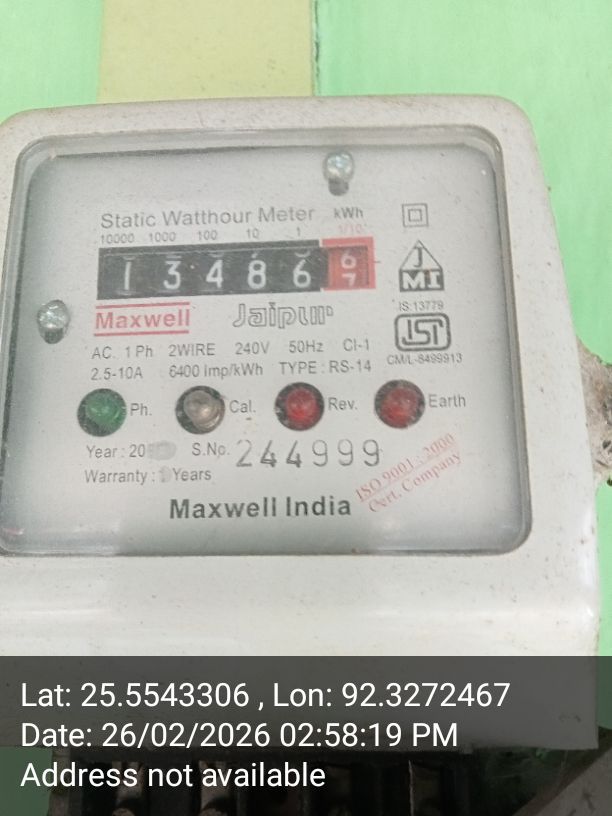 Static Watthour Meter kWh
10000 1000 100 10 1 1/10
1 3 4 8 6 6
7
J
MI
Maxwell Jaipur
IS:13779
ISI
CM/L-8499913
AC. 1 Ph 2WIRE 240V 50Hz Cl-1
2.5-10A 6400 Imp/kWh TYPE : RS-14
Ph. Cal. Rev. Earth
Year : 20 S.No. 244999
Warranty : Years
ISO 9001 : 2000
Cert. Company
Maxwell India
Lat: 25.5543306 , Lon: 92.3272467
Date: 26/02/2026 02:58:19 PM
Address not available